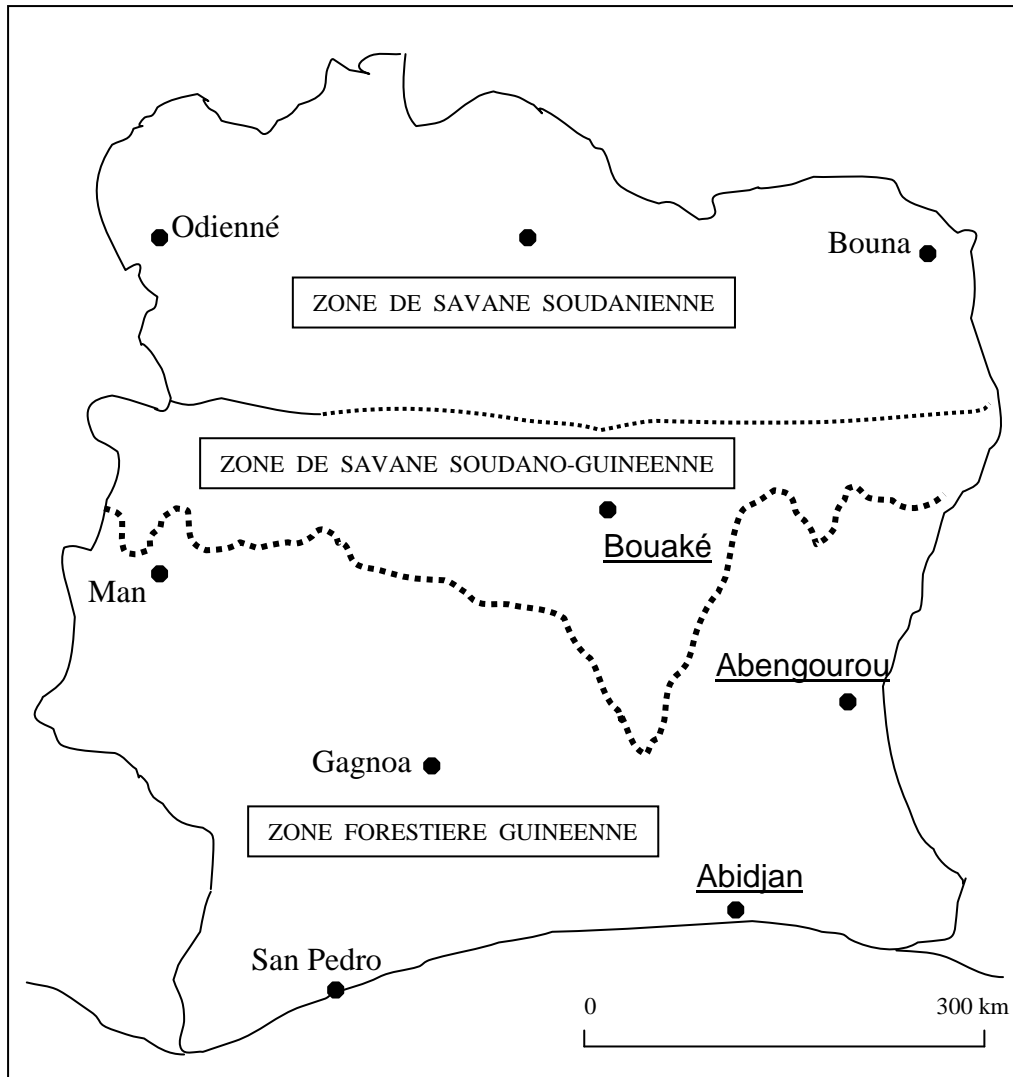 Odienné
Bouna
ZONE DE SAVANE SOUDANIENNE
ZONE DE SAVANE SOUDANO-GUINEENNE
Bouaké
Man
Abengourou
Gagnoa
ZONE FORESTIERE GUINEENNE
Abidjan
San Pedro
0 300 km